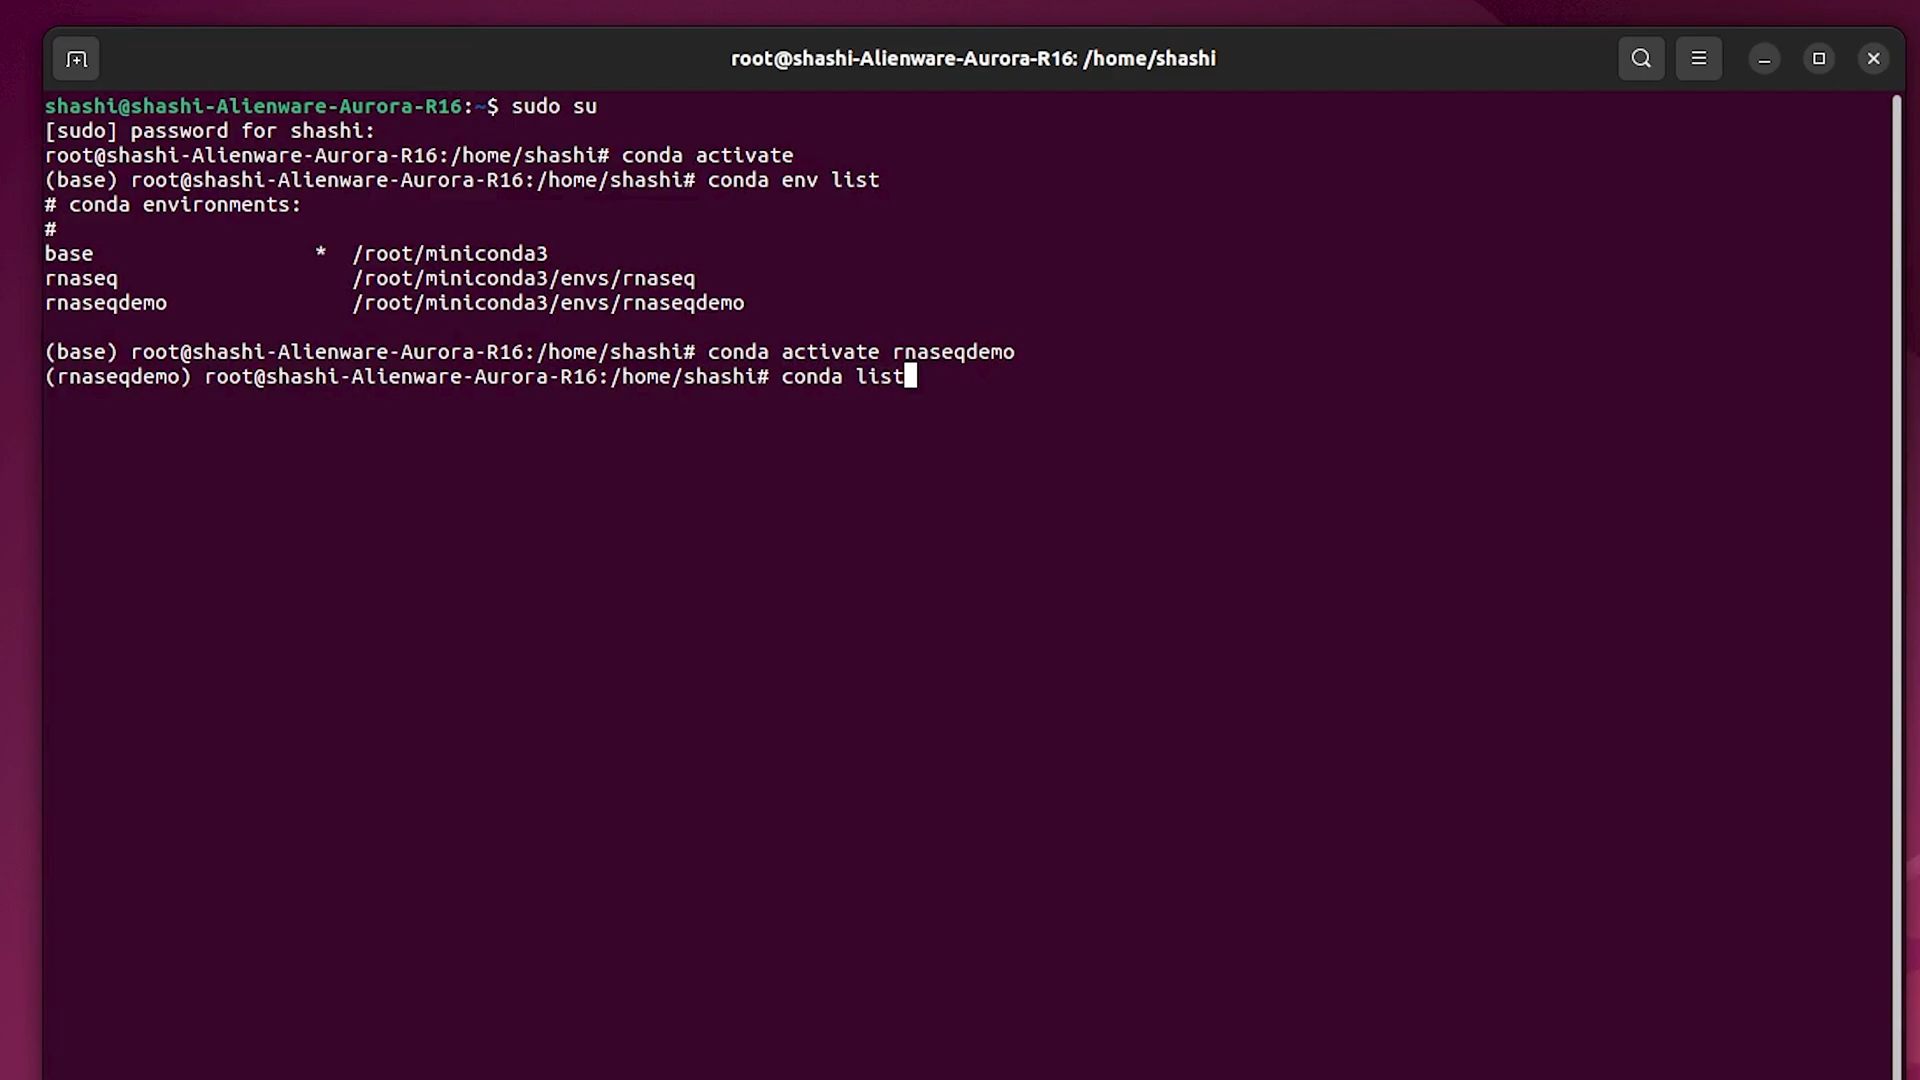 root@shashi-Alienware-Aurora-R16: /home/shashi
shashi@shashi-Alienware-Aurora-R16:~$ sudo su
[sudo] password for shashi:
root@shashi-Alienware-Aurora-R16:/home/shashi# conda activate
(base) root@shashi-Alienware-Aurora-R16:/home/shashi# conda env list
# conda environments:
#
base                  *  /root/miniconda3
rnaseq                   /root/miniconda3/envs/rnaseq
rnaseqdemo               /root/miniconda3/envs/rnaseqdemo
(base) root@shashi-Alienware-Aurora-R16:/home/shashi# conda activate rnaseqdemo
(rnaseqdemo) root@shashi-Alienware-Aurora-R16:/home/shashi# conda list